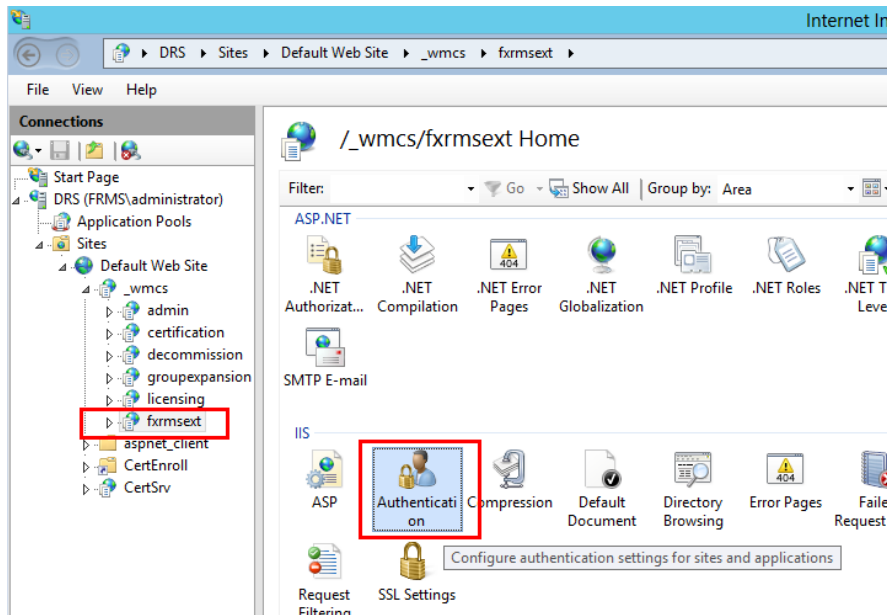 Internet In
DRS Sites Default Web Site _wmcs fxrmsext
File View Help
Connections
/_wmcs/fxrmsext Home
Start Page
DRS (FRMS\administrator)
Application Pools
Sites
Default Web Site
_wmcs
admin
certification
decommission
groupexpansion
licensing
fxrmsext
aspnet_client
CertEnroll
CertSrv
Filter: Go Show All Group by: Area
ASP.NET
.NET Authorizat...
.NET Compilation
.NET Error Pages
.NET Globalization
.NET Profile
.NET Roles
.NET T
Leve
SMTP E-mail
IIS
ASP
Authenticati
on
Compression
Default
Document
Directory
Browsing
Error Pages
Faile
Request
Configure authentication settings for sites and applications
Request
Filtering
SSL Settings
404
404